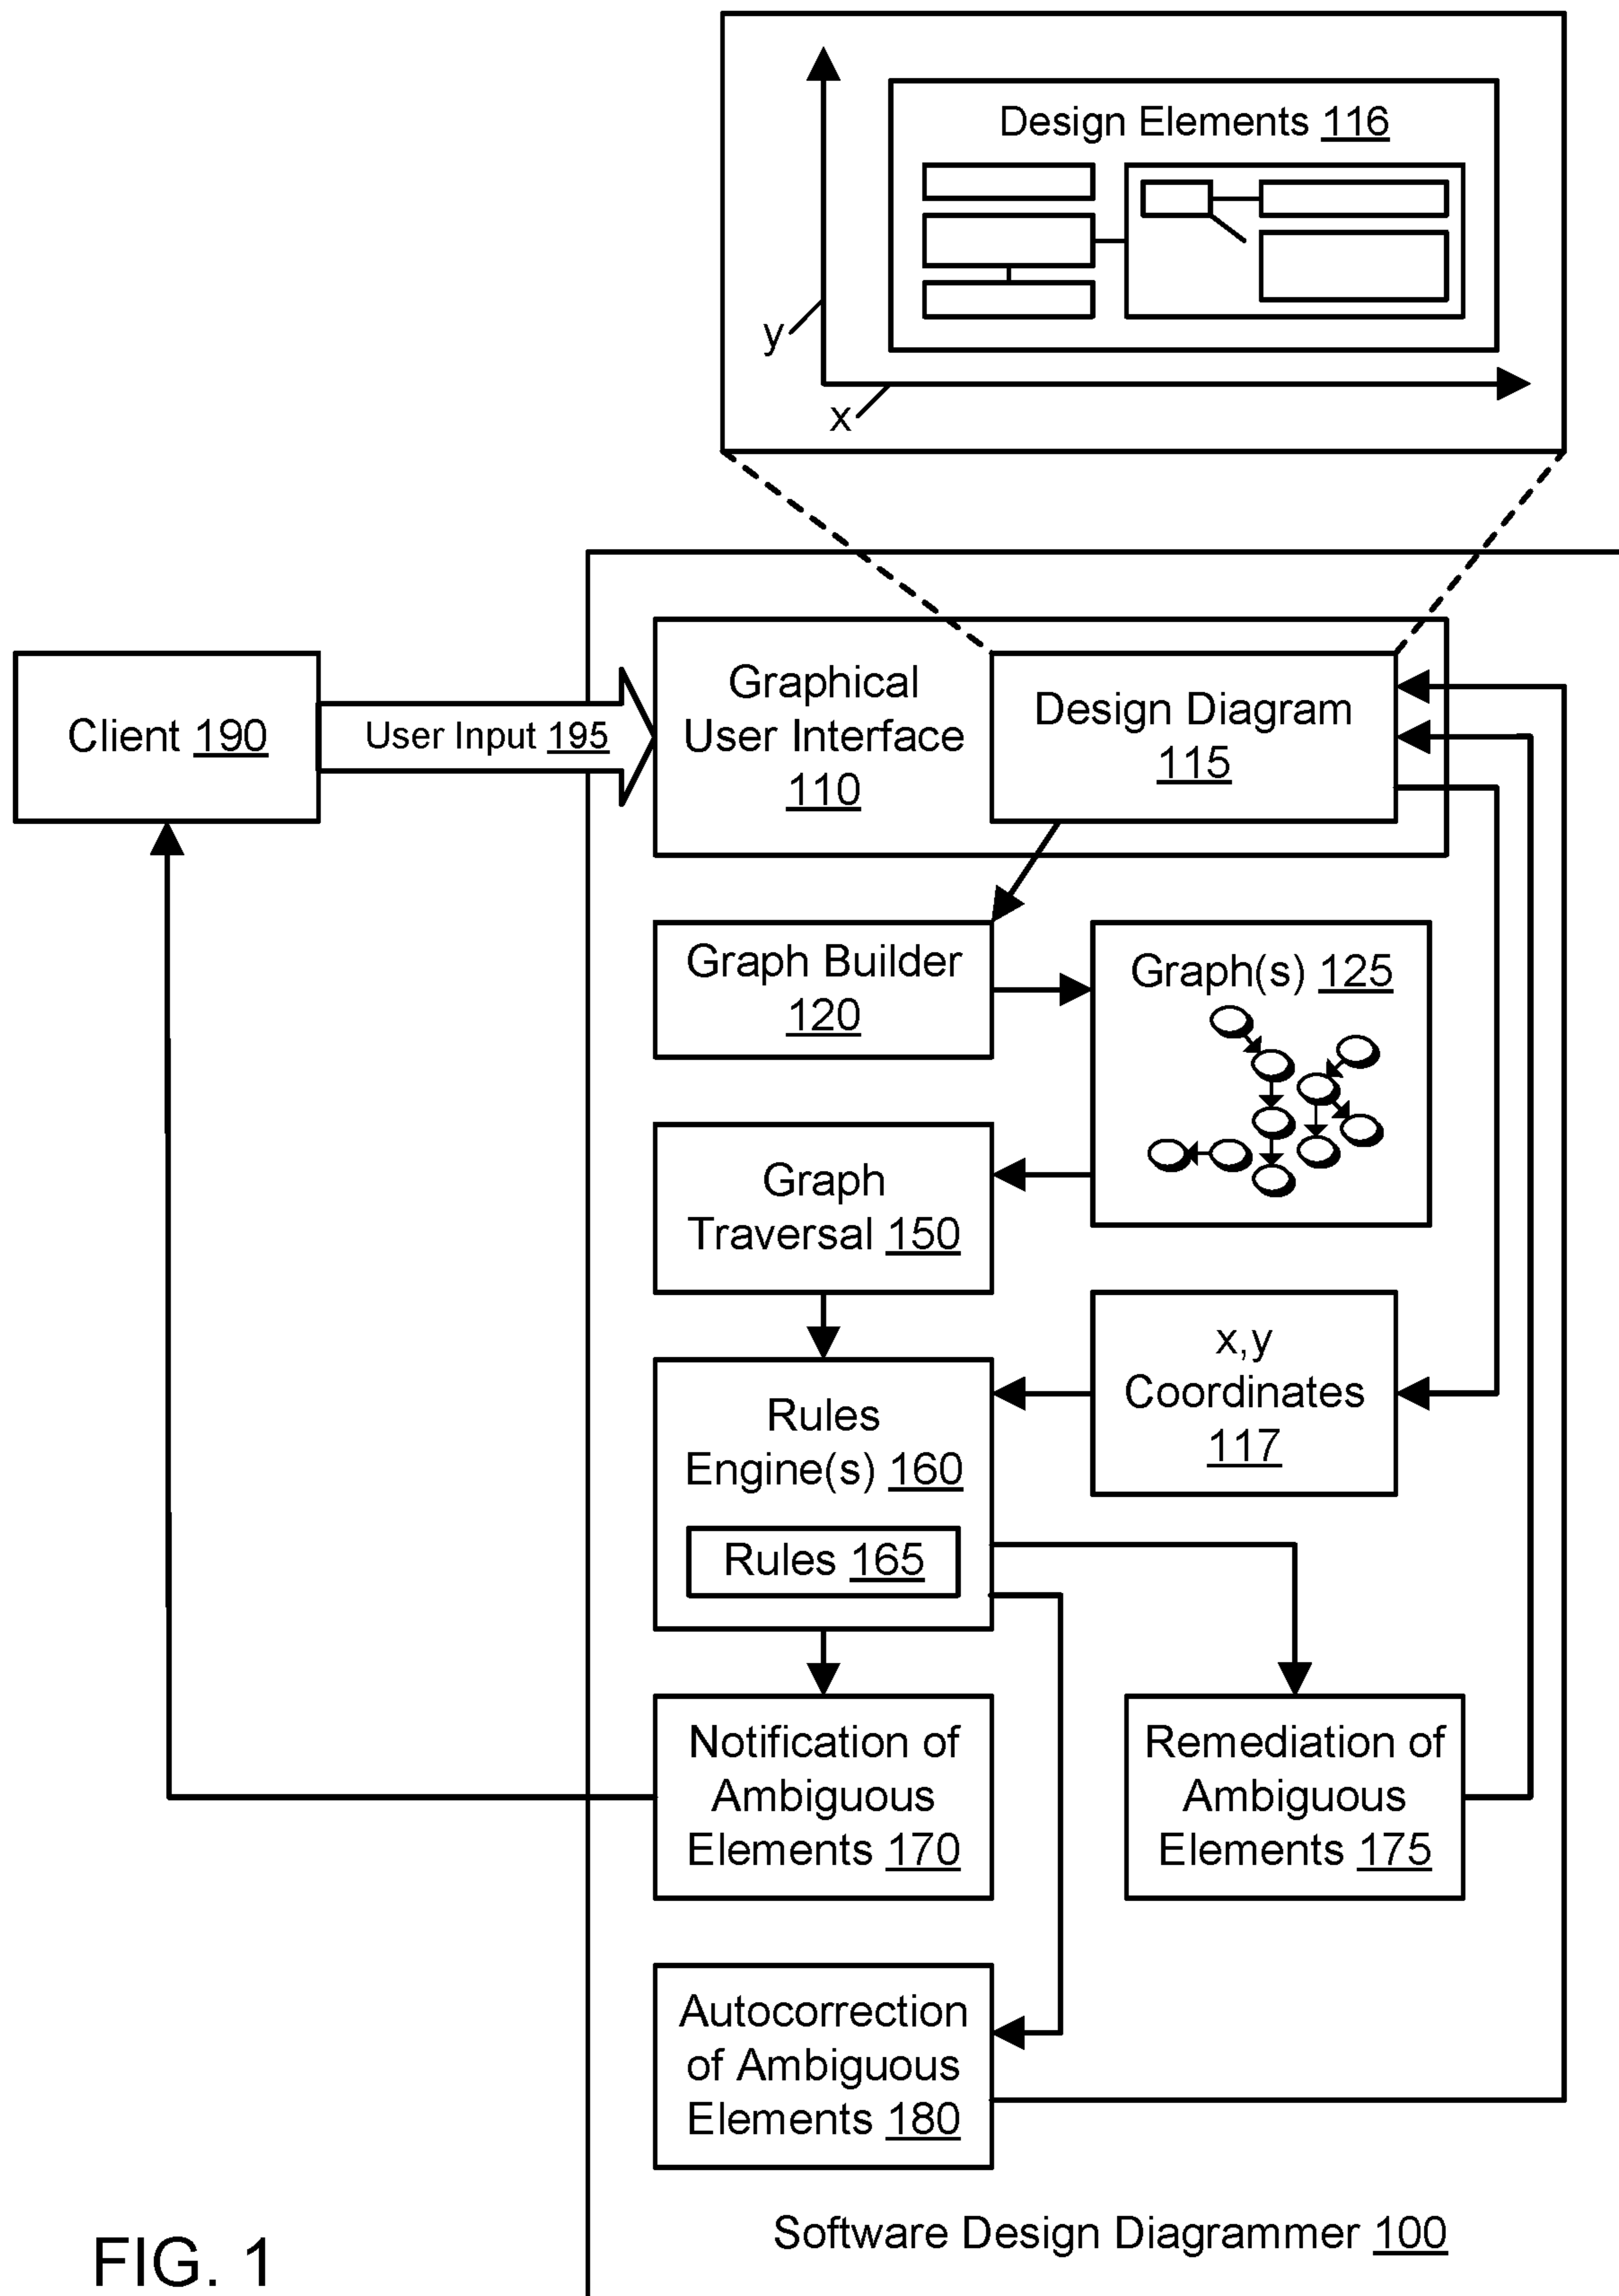 Design Elements 116
y
x
Client 190
User Input 195
Graphical
User Interface
110
Design Diagram
115
Graph Builder
120
Graph(s) 125
Graph
Traversal 150
x,y
Coordinates
117
Rules
Engine(s) 160
Rules 165
Notification of
Ambiguous
Elements 170
Remediation of
Ambiguous
Elements 175
Autocorrection
of Ambiguous
Elements 180
Software Design Diagrammer 100
FIG. 1